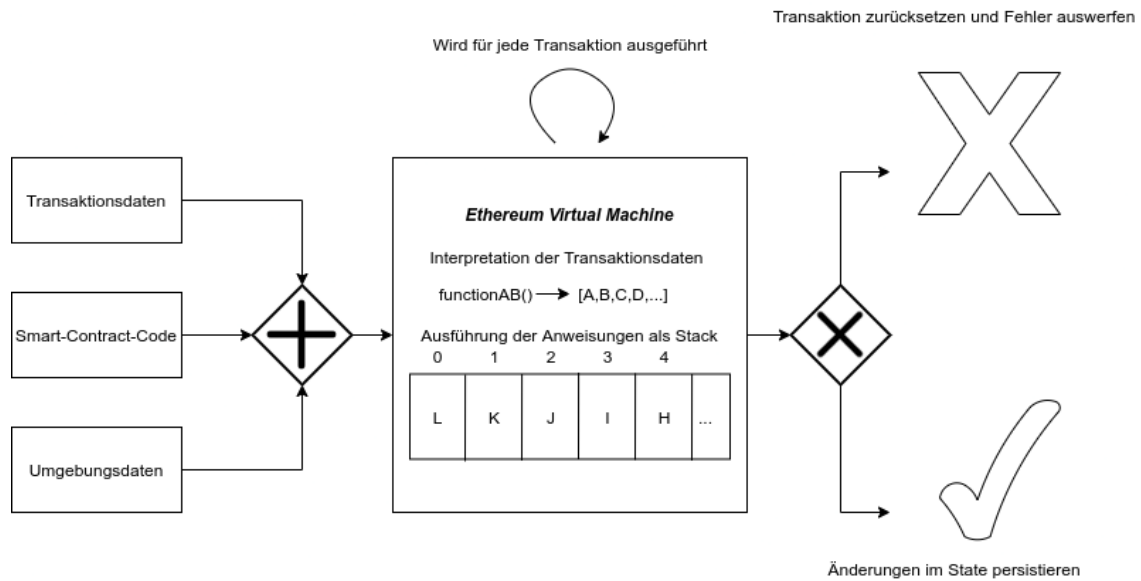 Transaktion zurücksetzen und Fehler auswerfen
Wird für jede Transaktion ausgeführt
Transaktionsdaten
Smart-Contract-Code
Umgebungsdaten
Ethereum Virtual Machine
Interpretation der Transaktionsdaten
functionAB() [A,B,C,D,...]
Ausführung der Anweisungen als Stack
0 1 2 3 4
L K J I H ...
Änderungen im State persistieren